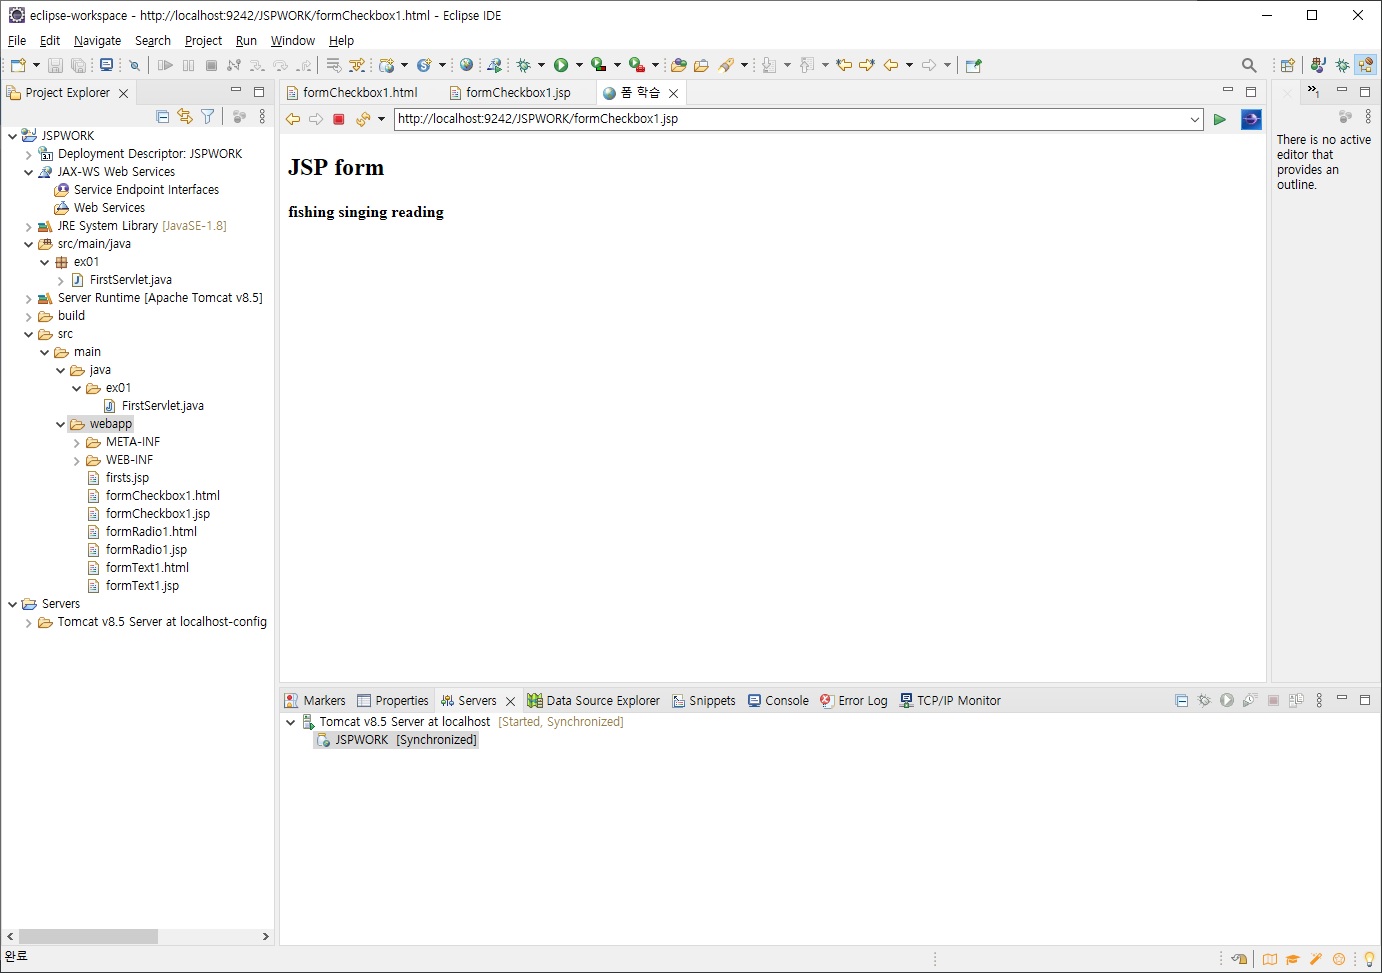 eclipse-workspace - http://localhost:9242/JSPWORK/formCheckbox1.html - Eclipse IDE
File Edit Navigate Search Project Run Window Help
Project Explorer
JSPWORK
Deployment Descriptor: JSPWORK
JAX-WS Web Services
Service Endpoint Interfaces
Web Services
JRE System Library [JavaSE-1.8]
src/main/java
ex01
FirstServlet.java
Server Runtime [Apache Tomcat v8.5]
build
src
main
java
ex01
FirstServlet.java
webapp
META-INF
WEB-INF
firsts.jsp
formCheckbox1.html
formCheckbox1.jsp
formRadio1.html
formRadio1.jsp
formText1.html
formText1.jsp
Servers
Tomcat v8.5 Server at localhost-config
formCheckbox1.html formCheckbox1.jsp 폼 학습
http://localhost:9242/JSPWORK/formCheckbox1.jsp
JSP form
fishing singing reading
»1
There is no active
editor that
provides an
outline.
Markers Properties Servers Data Source Explorer Snippets Console Error Log TCP/IP Monitor
Tomcat v8.5 Server at localhost [Started, Synchronized]
JSPWORK [Synchronized]
완료